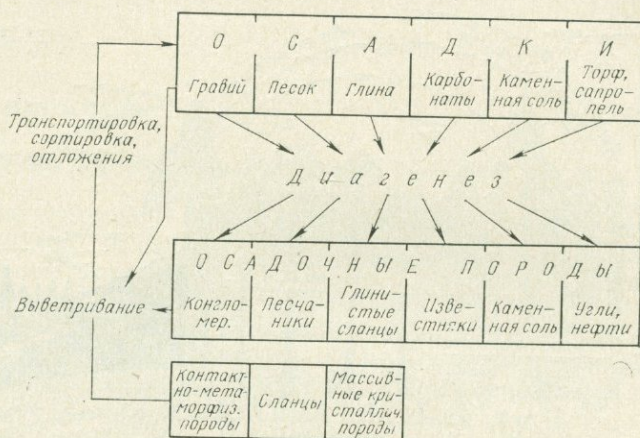 О С А Д К И
Гравий
Песок
Глина
Карбо-
наты
Камен-
ная соль
Торф,
сапро-
пель
Транспортировка,
сортировка,
отложения
Д и а г е н е з
О С А Д О Ч Н Ы Е П О Р О Д Ы
Выветривание
Конгло-
мер.
Песча-
ники
Глини-
стые
сланцы
Изве-
стняки
Камен-
ная соль
Угли,
нефти
Контакт-
но-мета-
морфиз.
породы
Сланцы
Массив-
ные кри-
сталлич.
породы